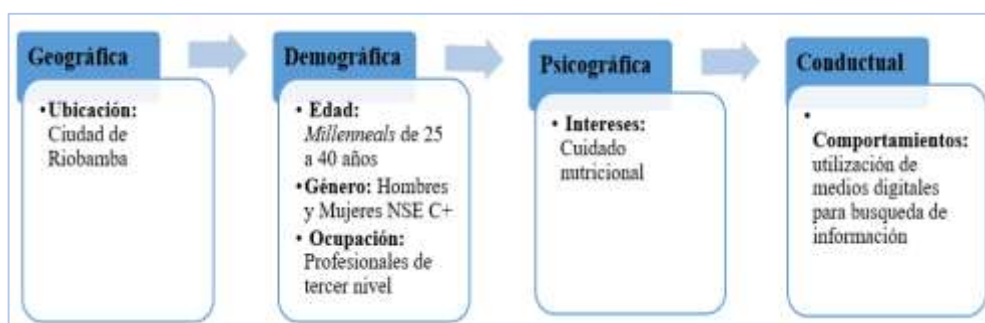 Geográfica
•Ubicación:
Ciudad de
Riobamba
Demográfica
• Edad:
Millenneals de 25
a 40 años
•Género: Hombres
y Mujeres NSE C+
• Ocupación:
Profesionales de
tercer nivel
Psicográfica
• Intereses:
Cuidado
nutricional
Conductual
•
Comportamientos:
utilización de
medios digitales
para busqueda de
información